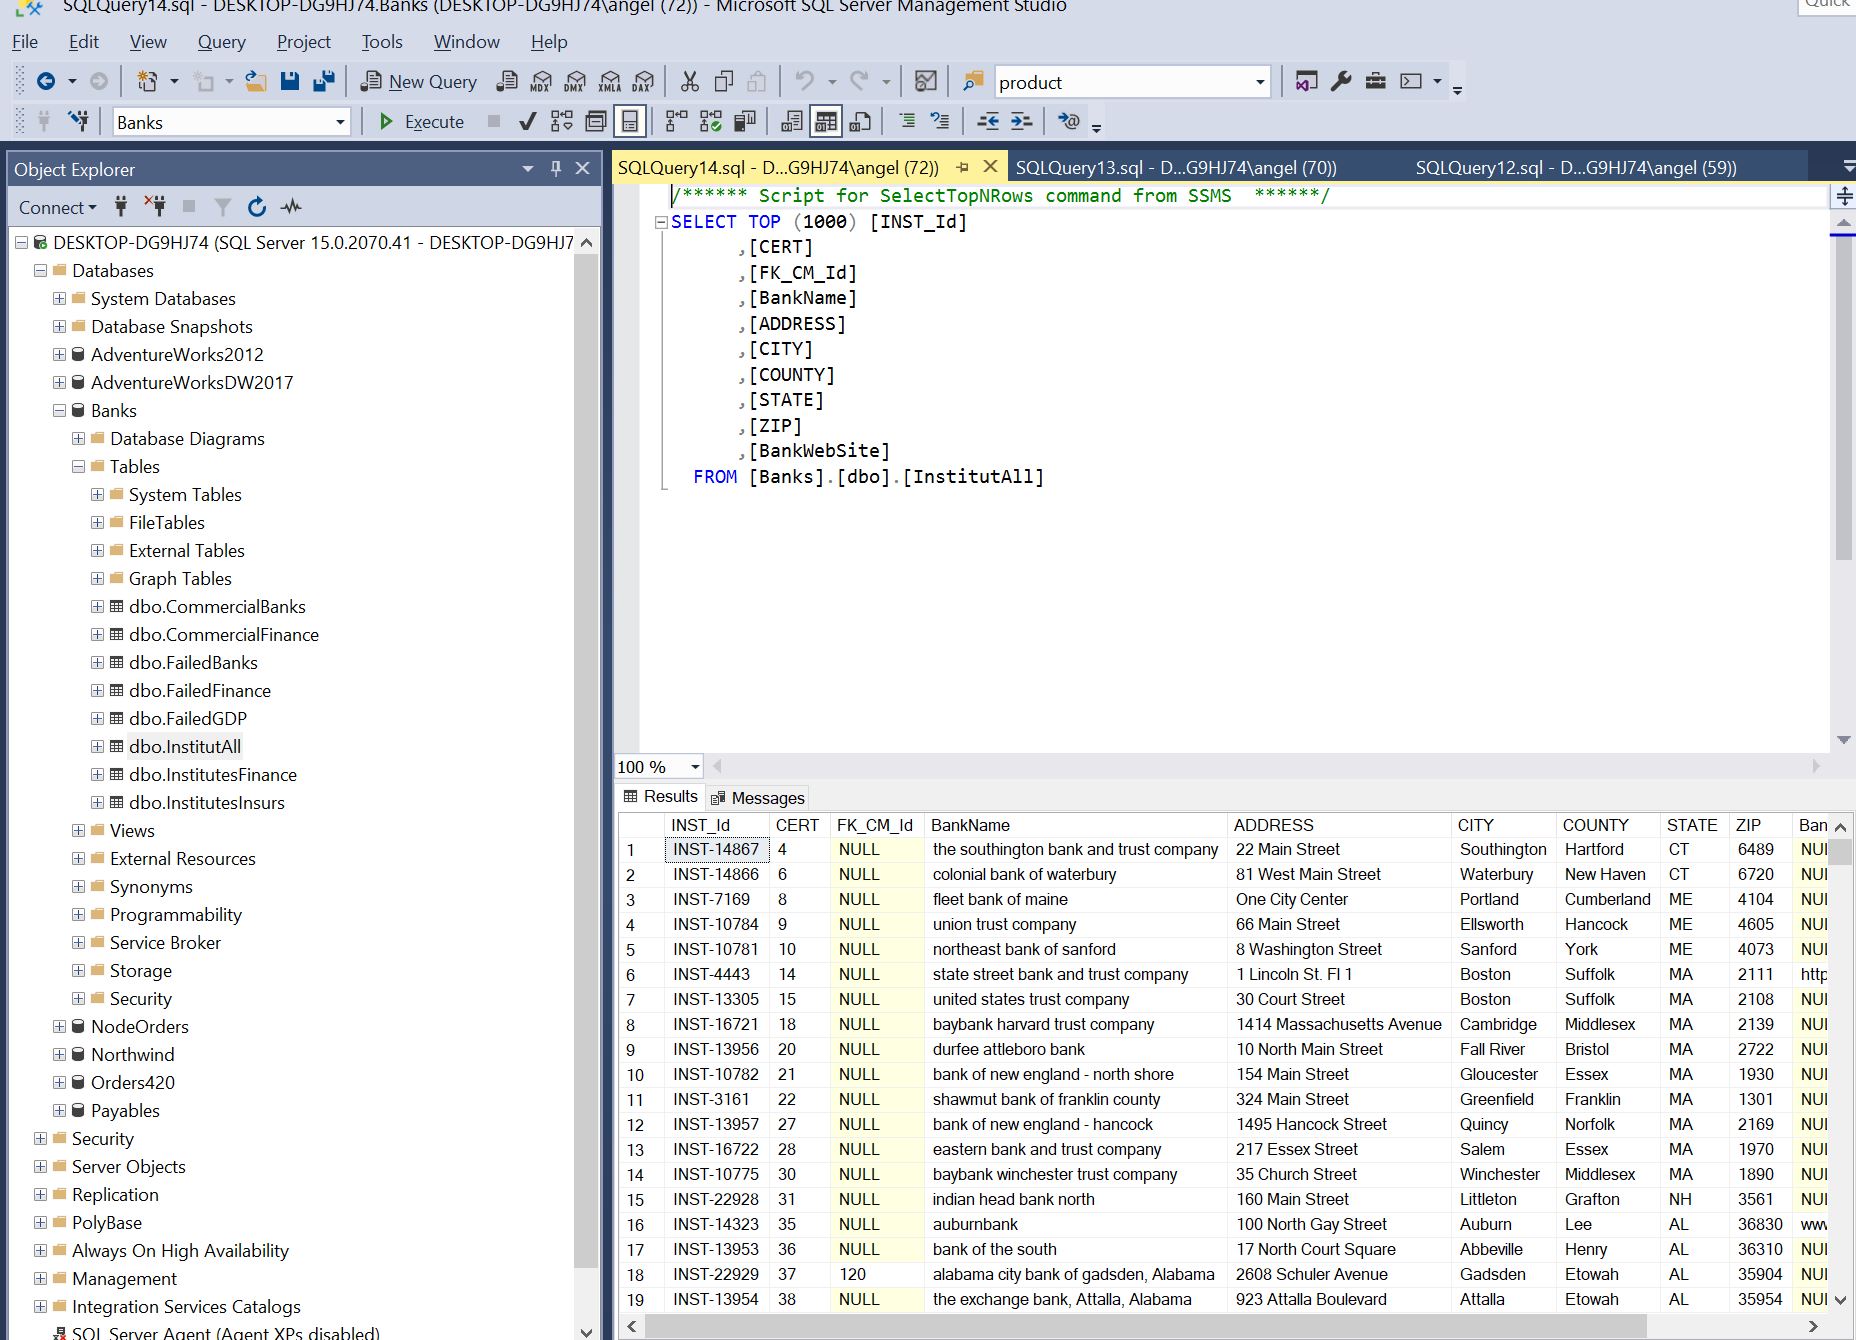 SQLQuery14.sql - DESKTOP-DG9HJ74.Banks (DESKTOP-DG9HJ74\angel (72)) - Microsoft SQL Server Management Studio
Quick
File Edit View Query Project Tools Window Help
New Query MDX DMX XMLA DAX product
Banks Execute
Object Explorer
Connect
DESKTOP-DG9HJ74 (SQL Server 15.0.2070.41 - DESKTOP-DG9HJ7
Databases
System Databases
Database Snapshots
AdventureWorks2012
AdventureWorksDW2017
Banks
Database Diagrams
Tables
System Tables
FileTables
External Tables
Graph Tables
dbo.CommercialBanks
dbo.CommercialFinance
dbo.FailedBanks
dbo.FailedFinance
dbo.FailedGDP
dbo.InstitutAll
dbo.InstitutesFinance
dbo.InstitutesInsurs
Views
External Resources
Synonyms
Programmability
Service Broker
Storage
Security
NodeOrders
Northwind
Orders420
Payables
Security
Server Objects
Replication
PolyBase
Always On High Availability
Management
Integration Services Catalogs
SQL Server Agent (Agent XPs disabled)
SQLQuery14.sql - D...G9HJ74\angel (72)) SQLQuery13.sql - D...G9HJ74\angel (70)) SQLQuery12.sql - D...G9HJ74\angel (59))
/****** Script for SelectTopNRows command from SSMS  ******/
SELECT TOP (1000) [INST_Id]
,[CERT]
,[FK_CM_Id]
,[BankName]
,[ADDRESS]
,[CITY]
,[COUNTY]
,[STATE]
,[ZIP]
,[BankWebSite]
FROM [Banks].[dbo].[InstitutAll]
100 %
Results Messages
INST_Id CERT FK_CM_Id BankName ADDRESS CITY COUNTY STATE ZIP Ban
1 INST-14867 4 NULL the southington bank and trust company 22 Main Street Southington Hartford CT 6489 NUI
2 INST-14866 6 NULL colonial bank of waterbury 81 West Main Street Waterbury New Haven CT 6720 NUI
3 INST-7169 8 NULL fleet bank of maine One City Center Portland Cumberland ME 4104 NUI
4 INST-10784 9 NULL union trust company 66 Main Street Ellsworth Hancock ME 4605 NUI
5 INST-10781 10 NULL northeast bank of sanford 8 Washington Street Sanford York ME 4073 NUI
6 INST-4443 14 NULL state street bank and trust company 1 Lincoln St. Fl 1 Boston Suffolk MA 2111 http
7 INST-13305 15 NULL united states trust company 30 Court Street Boston Suffolk MA 2108 NUI
8 INST-16721 18 NULL baybank harvard trust company 1414 Massachusetts Avenue Cambridge Middlesex MA 2139 NUI
9 INST-13956 20 NULL durfee attleboro bank 10 North Main Street Fall River Bristol MA 2722 NUI
10 INST-10782 21 NULL bank of new england - north shore 154 Main Street Gloucester Essex MA 1930 NUI
11 INST-3161 22 NULL shawmut bank of franklin county 324 Main Street Greenfield Franklin MA 1301 NUI
12 INST-13957 27 NULL bank of new england - hancock 1495 Hancock Street Quincy Norfolk MA 2169 NUI
13 INST-16722 28 NULL eastern bank and trust company 217 Essex Street Salem Essex MA 1970 NUI
14 INST-10775 30 NULL baybank winchester trust company 35 Church Street Winchester Middlesex MA 1890 NUI
15 INST-22928 31 NULL indian head bank north 160 Main Street Littleton Grafton NH 3561 NUI
16 INST-14323 35 NULL auburnbank 100 North Gay Street Auburn Lee AL 36830 www
17 INST-13953 36 NULL bank of the south 17 North Court Square Abbeville Henry AL 36310 NUI
18 INST-22929 37 120 alabama city bank of gadsden, Alabama 2608 Schuler Avenue Gadsden Etowah AL 35904 NUI
19 INST-13954 38 NULL the exchange bank, Attalla, Alabama 923 Attalla Boulevard Attalla Etowah AL 35954 NUI